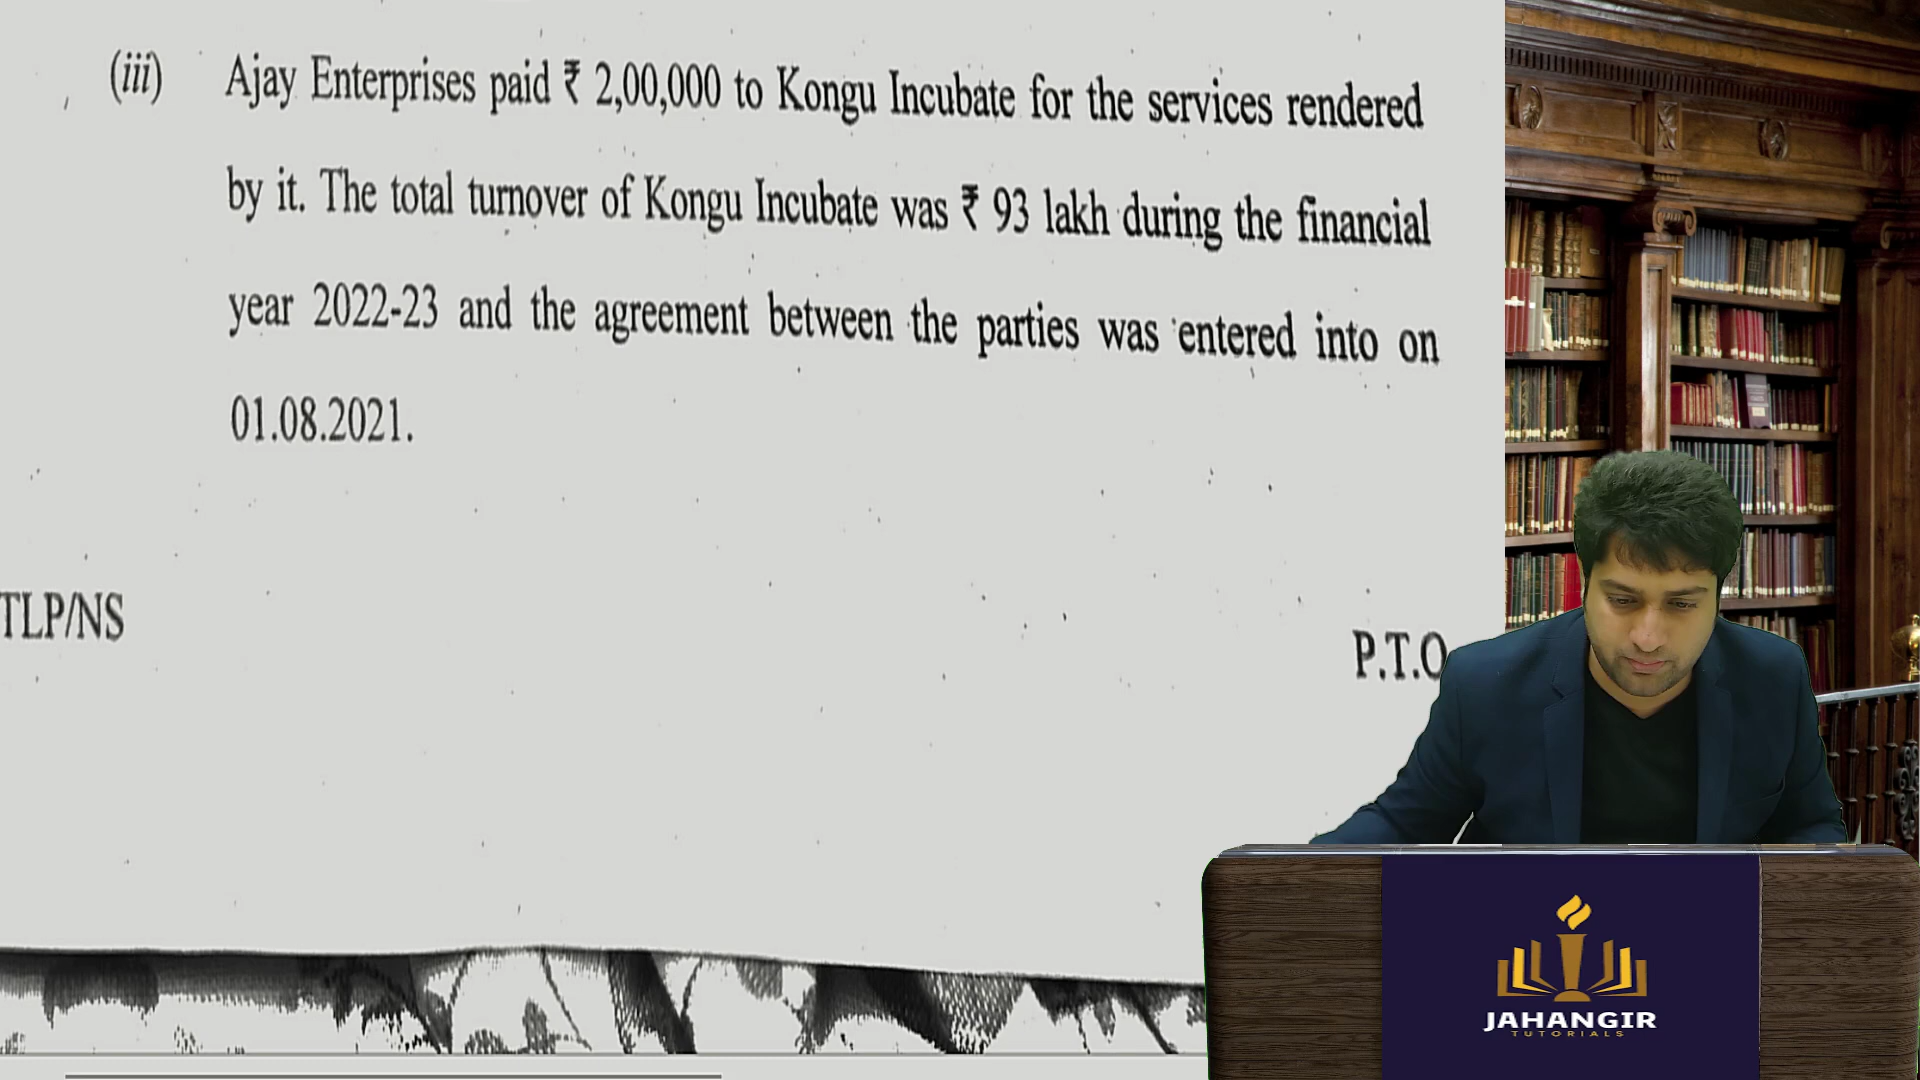 (iii) Ajay Enterprises paid ₹ 2,00,000 to Kongu Incubate for the services rendered
by it. The total turnover of Kongu Incubate was ₹ 93 lakh during the financial
year 2022-23 and the agreement between the parties was entered into on
01.08.2021.
TLP/NS
P.T.O
JAHANGIR
TUTORIALS